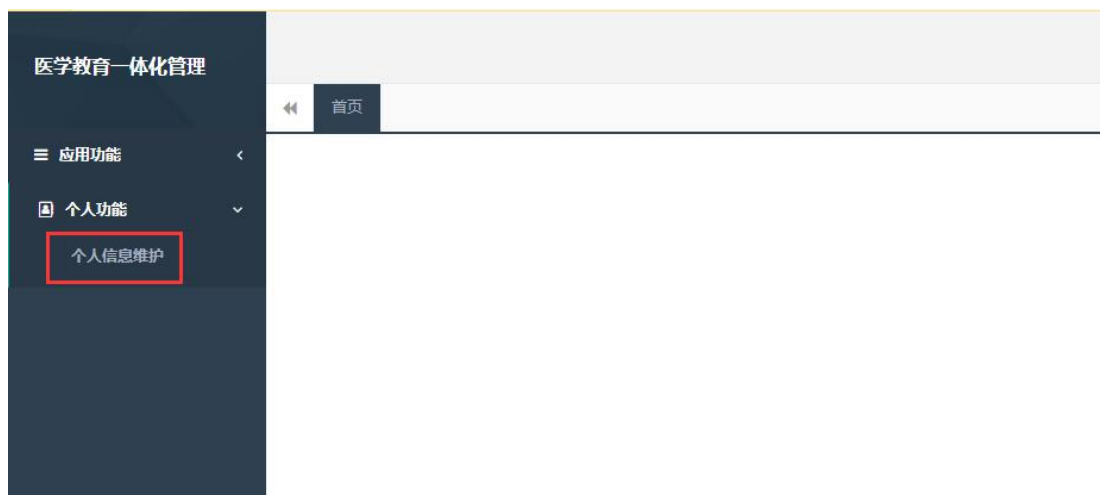 医学教育一体化管理
首页
应用功能
个人功能
个人信息维护